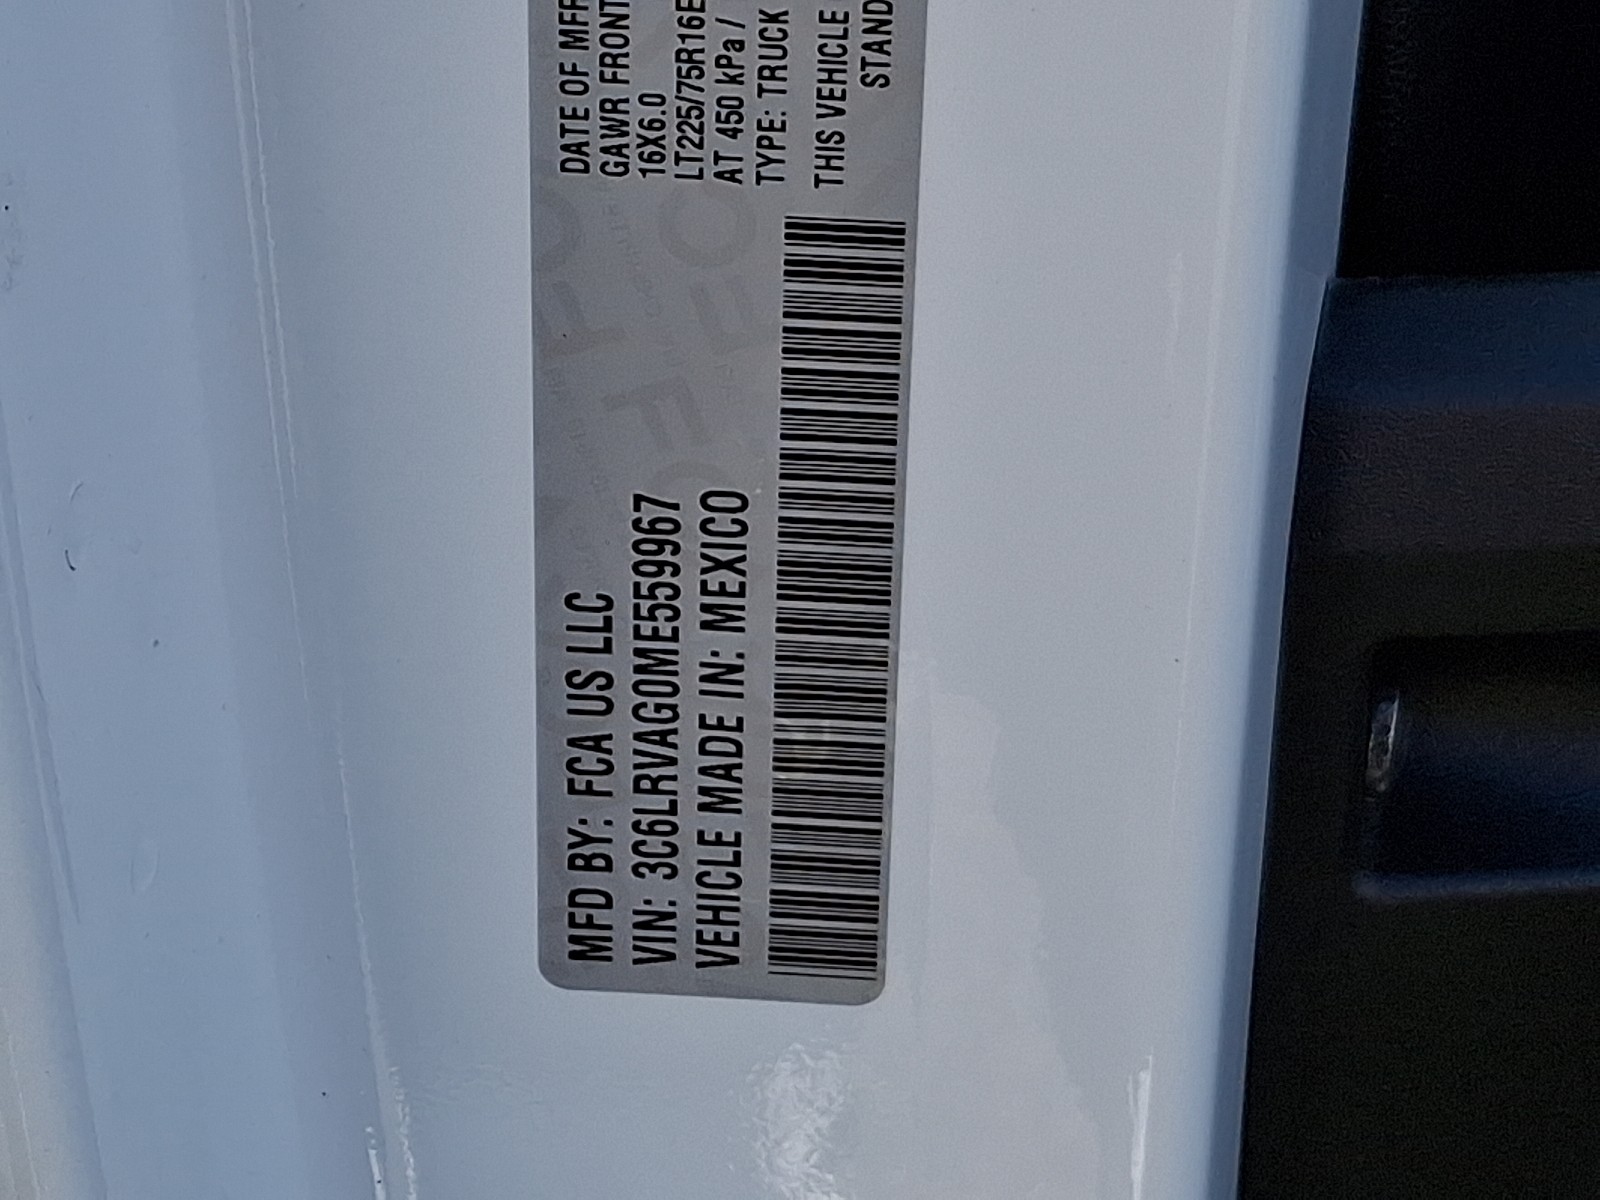 MFD BY: FCA US LLC
VIN: 3C6LRVAG0ME559967
VEHICLE MADE IN: MEXICO
DATE OF MFR
GAWR FRONT
16X6.0
LT225/75R16E
AT 450 kPa /
TYPE: TRUCK
THIS VEHICLE
STAND